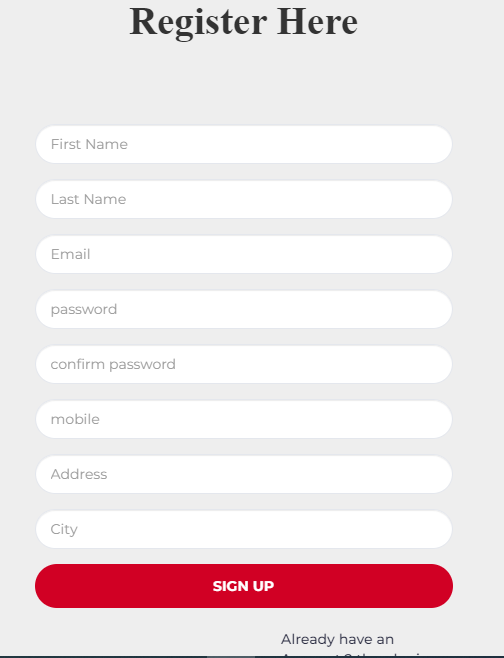 Register Here
First Name
Last Name
Email
password
confirm password
mobile
Address
City
SIGN UP
Already have an